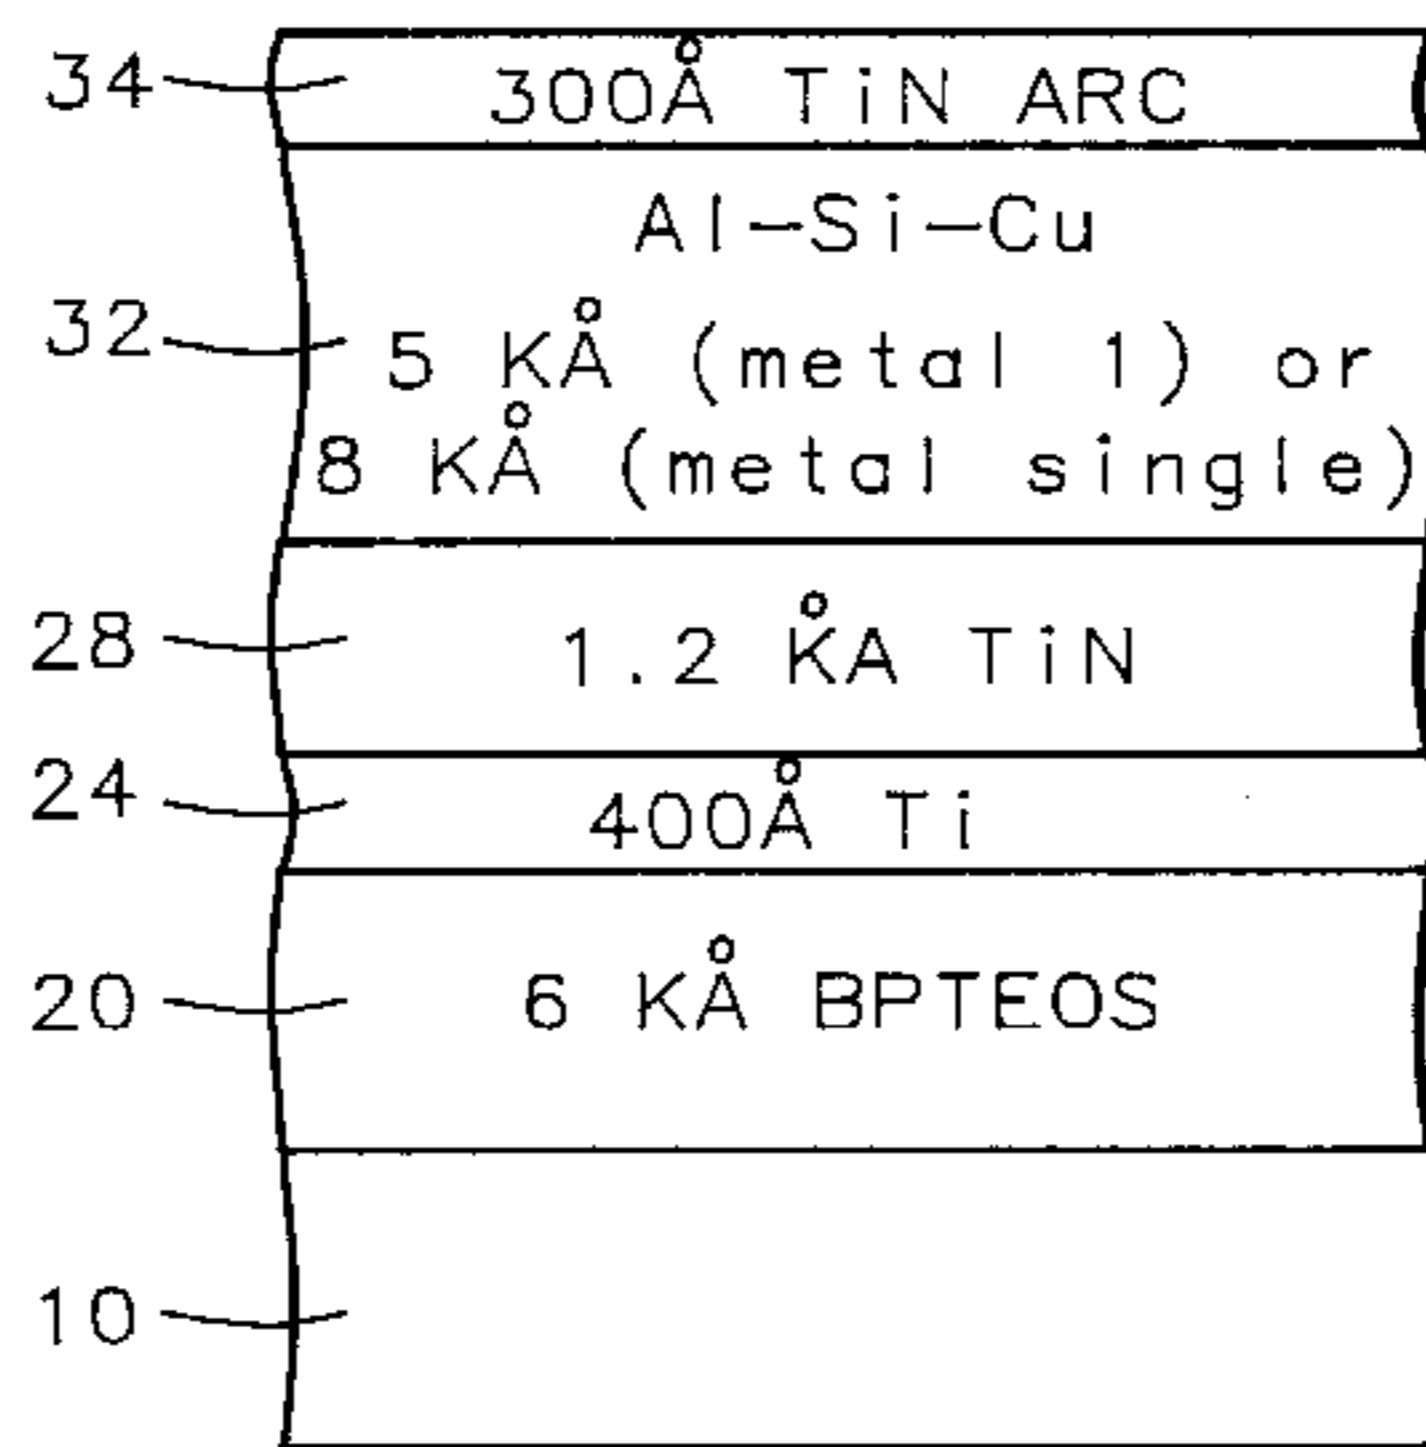 34 300Å TiN ARC
Al-Si-Cu
32 5 KÅ (metal 1) or
8 KÅ (metal single)
28 1.2 K̊A TiN
24 400Å Ti
20 6 KÅ BPTEOS
10